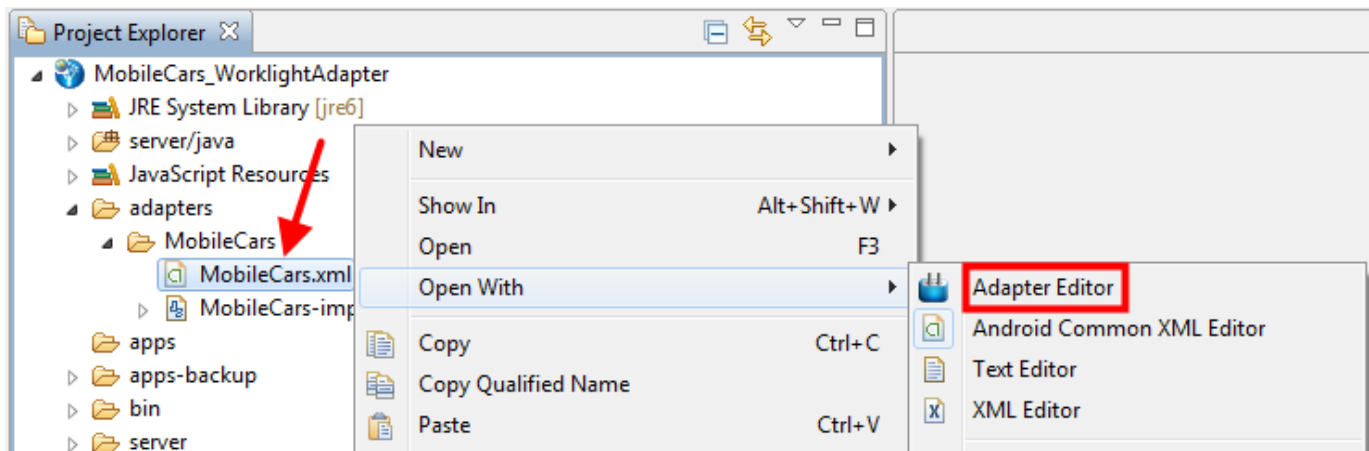 Project Explorer
MobileCars_WorklightAdapter
JRE System Library [jre6]
server/java
JavaScript Resources
adapters
MobileCars
MobileCars.xml
MobileCars-imp
apps
apps-backup
bin
server
New
Show In Alt+Shift+W
Open F3
Open With
Copy Ctrl+C
Copy Qualified Name
Paste Ctrl+V
Adapter Editor
Android Common XML Editor
Text Editor
XML Editor